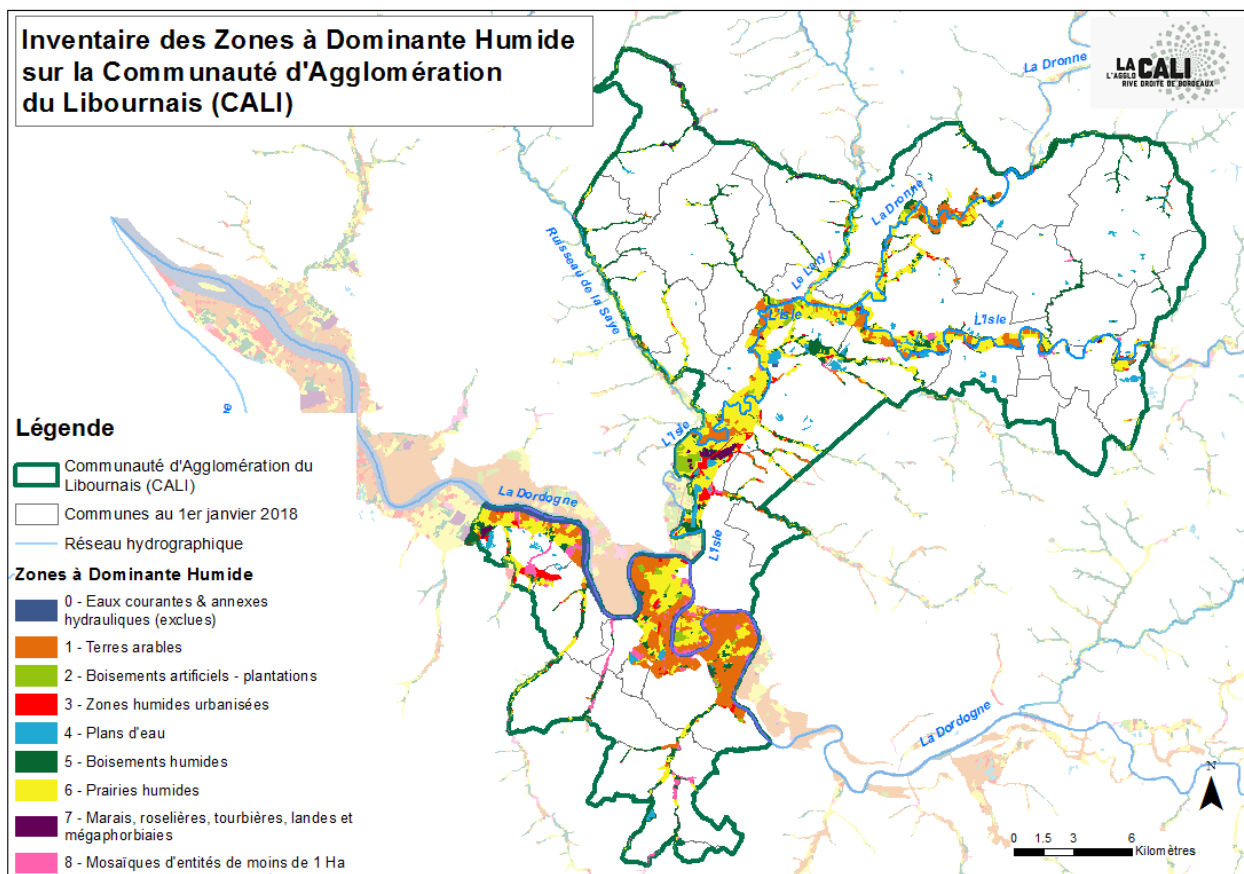 Inventaire des Zones à Dominante Humide
sur la Communauté d'Agglomération
du Libournais (CALI)
LA CALI
L'AGGLO
RIVE DROITE DE BORDEAUX
La Dronne
La Dronne
Le Lary
Ruisseau de la Saye
L'Isle
L'Isle
L'Isle
La Dordogne
L'Isle
La Dordogne
Légende
Communauté d'Agglomération du
Libournais (CALI)
Communes au 1er janvier 2018
Réseau hydrographique
Zones à Dominante Humide
0 - Eaux courantes & annexes
hydrauliques (exclues)
1 - Terres arables
2 - Boisements artificiels - plantations
3 - Zones humides urbanisées
4 - Plans d'eau
5 - Boisements humides
6 - Prairies humides
7 - Marais, roselières, tourbières, landes et
mégaphorbiaies
8 - Mosaïques d'entités de moins de 1 Ha
N
0 1.5 3 6
Kilomètres